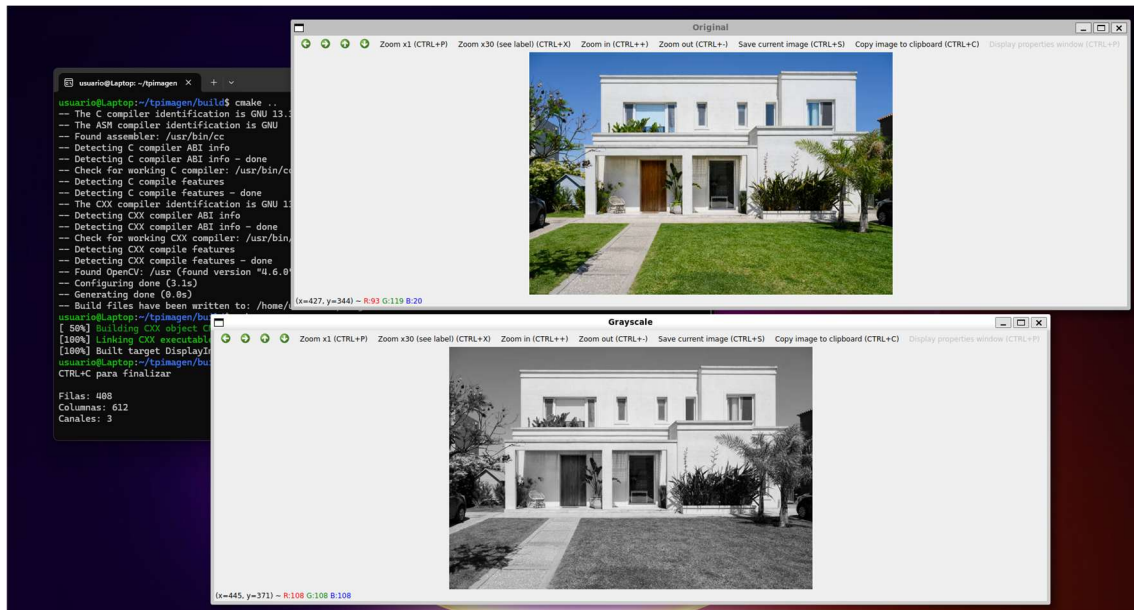 Original
Zoom x1 (CTRL+P) Zoom x30 (see label) (CTRL+X) Zoom in (CTRL++) Zoom out (CTRL+-) Save current image (CTRL+S) Copy image to clipboard (CTRL+C) Display properties window (CTRL+P)
(x=427, y=344) ~ R:93 G:119 B:20
usuario@Laptop: ~/tpimagen
usuario@Laptop:~/tpimagen/build$ cmake ..
-- The C compiler identification is GNU 13.
-- The ASM compiler identification is GNU
-- Found assembler: /usr/bin/cc
-- Detecting C compiler ABI info
-- Detecting C compiler ABI info - done
-- Check for working C compiler: /usr/bin/c
-- Detecting C compile features
-- Detecting C compile features - done
-- The CXX compiler identification is GNU 1
-- Detecting CXX compiler ABI info
-- Detecting CXX compiler ABI info - done
-- Check for working CXX compiler: /usr/bin/
-- Detecting CXX compile features
-- Detecting CXX compile features - done
-- Found OpenCV: /usr (found version "4.6.0"
-- Configuring done (3.1s)
-- Generating done (0.0s)
-- Build files have been written to: /home/u
usuario@Laptop:~/tpimagen/bu
[ 50%] Building CXX object C
[100%] Linking CXX executabl
[100%] Built target DisplayI
usuario@Laptop:~/tpimagen/bu
CTRL+C para finalizar
Filas: 408
Columnas: 612
Canales: 3
Grayscale
Zoom x1 (CTRL+P) Zoom x30 (see label) (CTRL+X) Zoom in (CTRL++) Zoom out (CTRL+-) Save current image (CTRL+S) Copy image to clipboard (CTRL+C) Display properties window (CTRL+P)
(x=445, y=371) ~ R:108 G:108 B:108